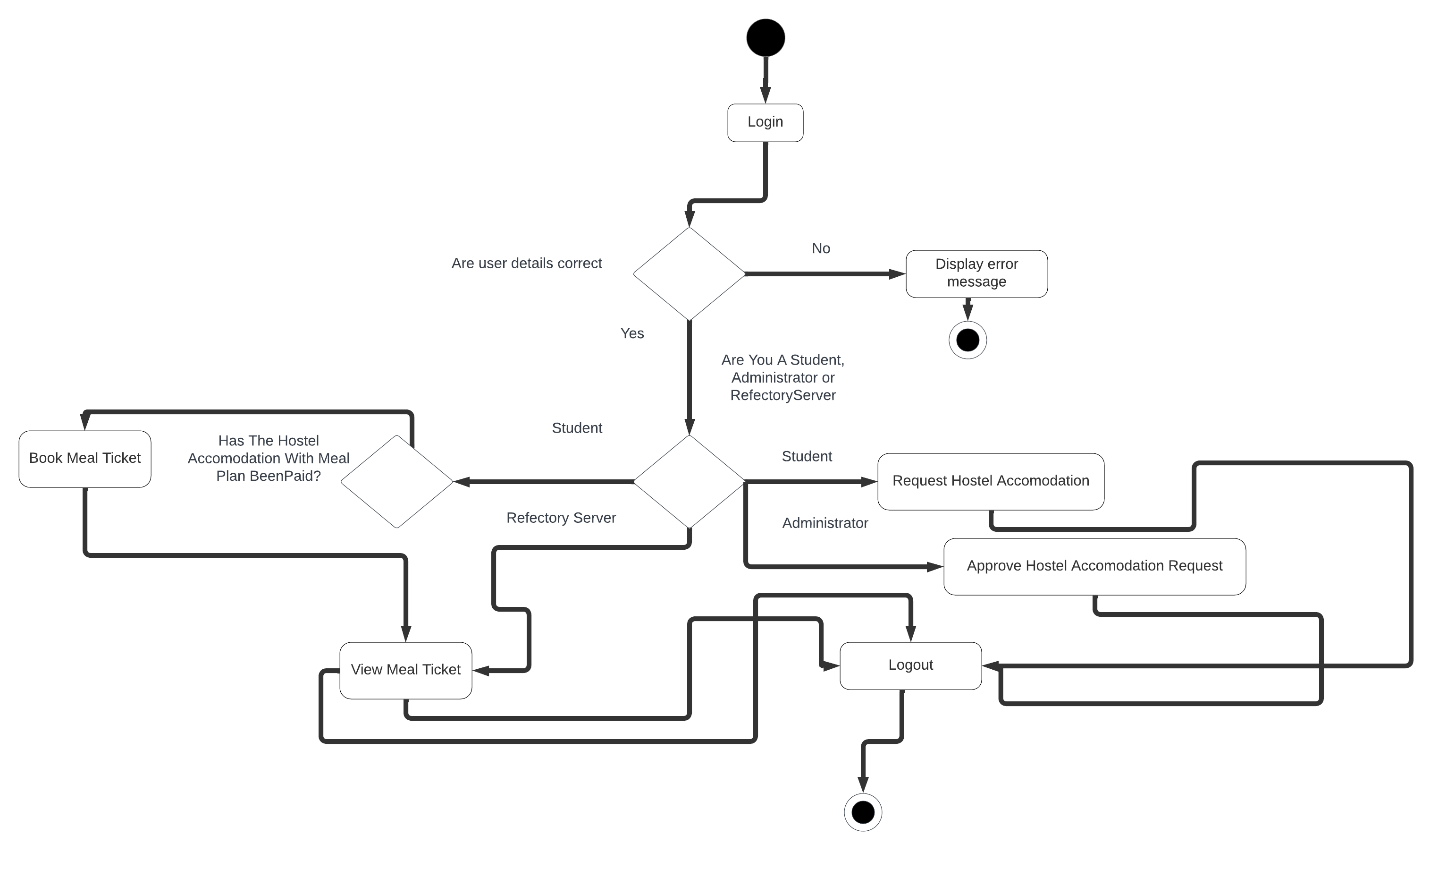 Login
Are user details correct
No
Display error
message
Yes
Are You A Student,
Administrator or
RefectoryServer
Student
Has The Hostel
Accomodation With Meal
Plan BeenPaid?
Book Meal Ticket
Student
Request Hostel Accomodation
Refectory Server
Administrator
Approve Hostel Accomodation Request
View Meal Ticket
Logout